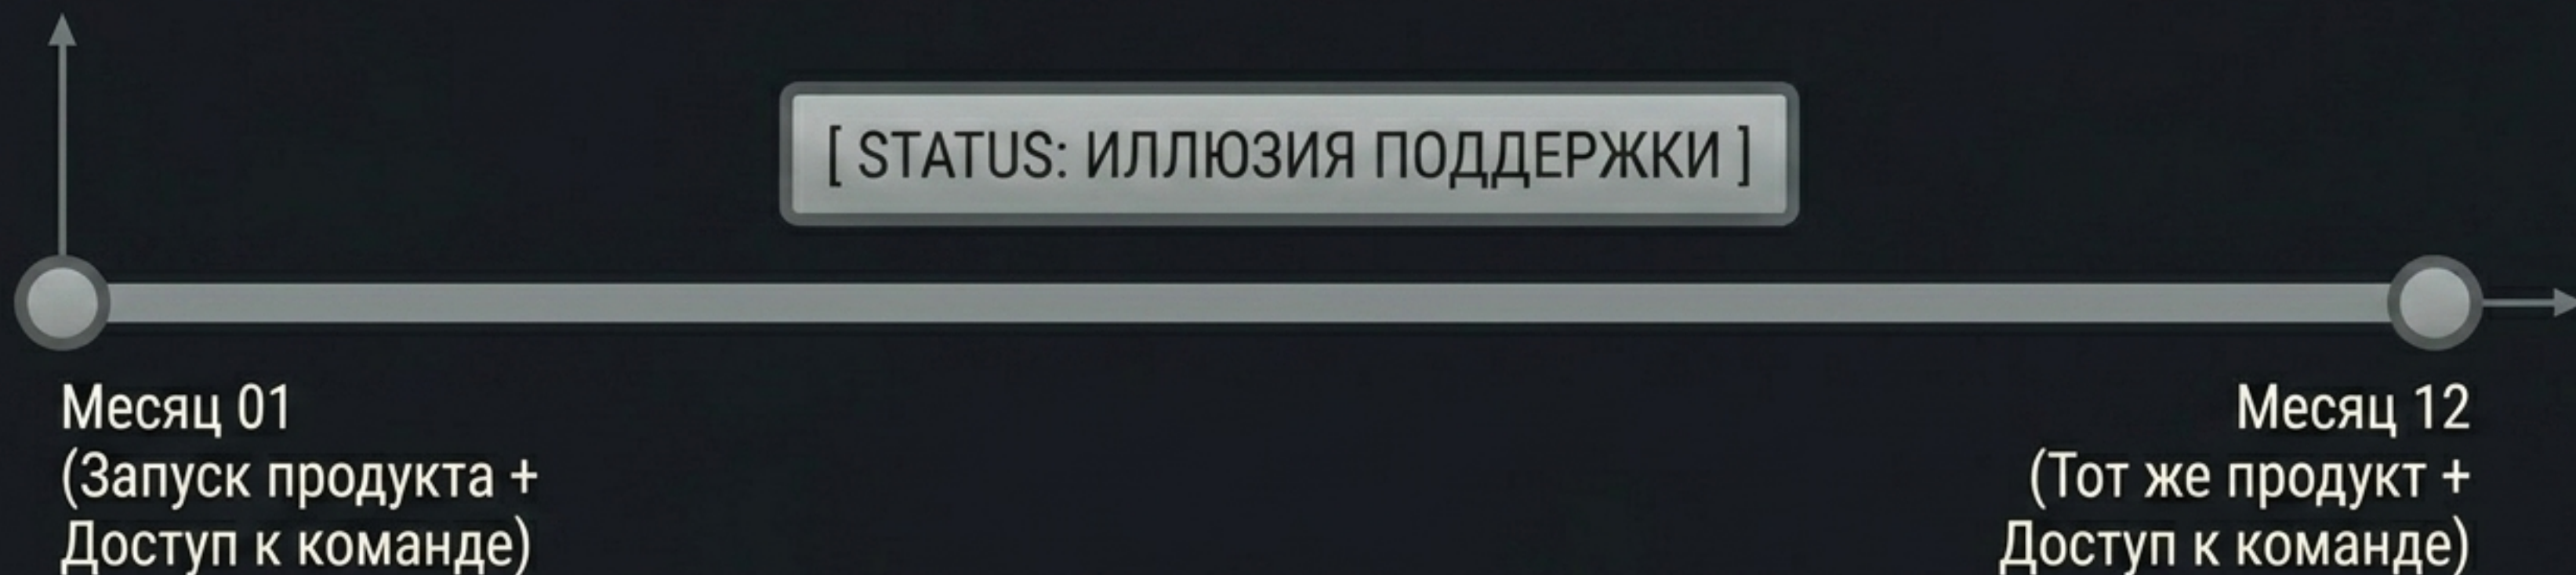 [ STATUS: ИЛЛЮЗИЯ ПОДДЕРЖКИ ]
Месяц 01
(Запуск продукта +
Доступ к команде)
Месяц 12
(Тот же продукт +
Доступ к команде)